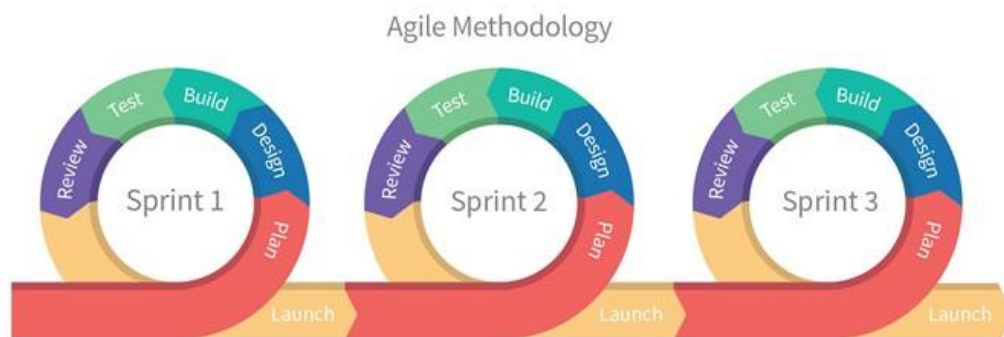 Agile Methodology
Test
Build
Review
Design
Sprint 1
Plan
Launch
Test
Build
Review
Design
Sprint 2
Plan
Launch
Test
Build
Review
Design
Sprint 3
Plan
Launch